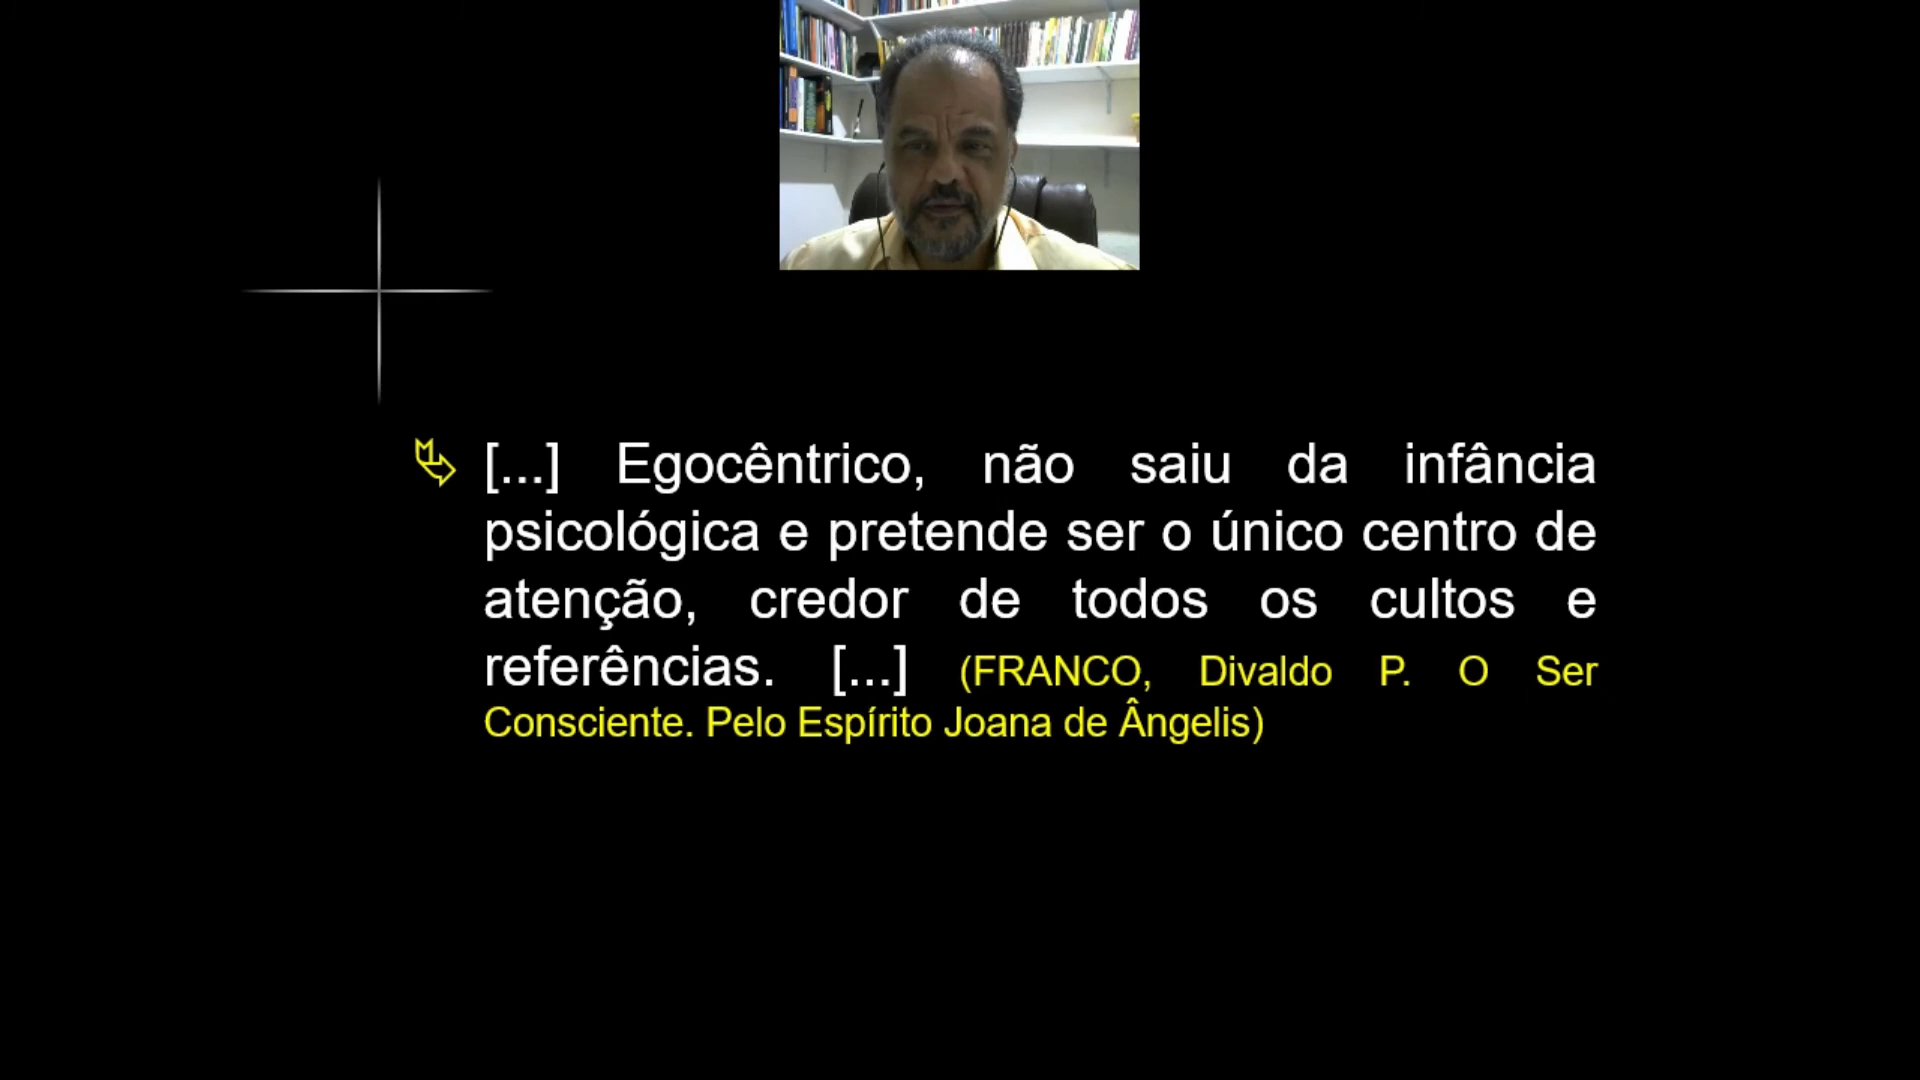 [...] Egocêntrico, não saiu da infância
psicológica e pretende ser o único centro de
atenção, credor de todos os cultos e
referências. [...] (FRANCO, Divaldo P. O Ser
Consciente. Pelo Espírito Joana de Ângelis)